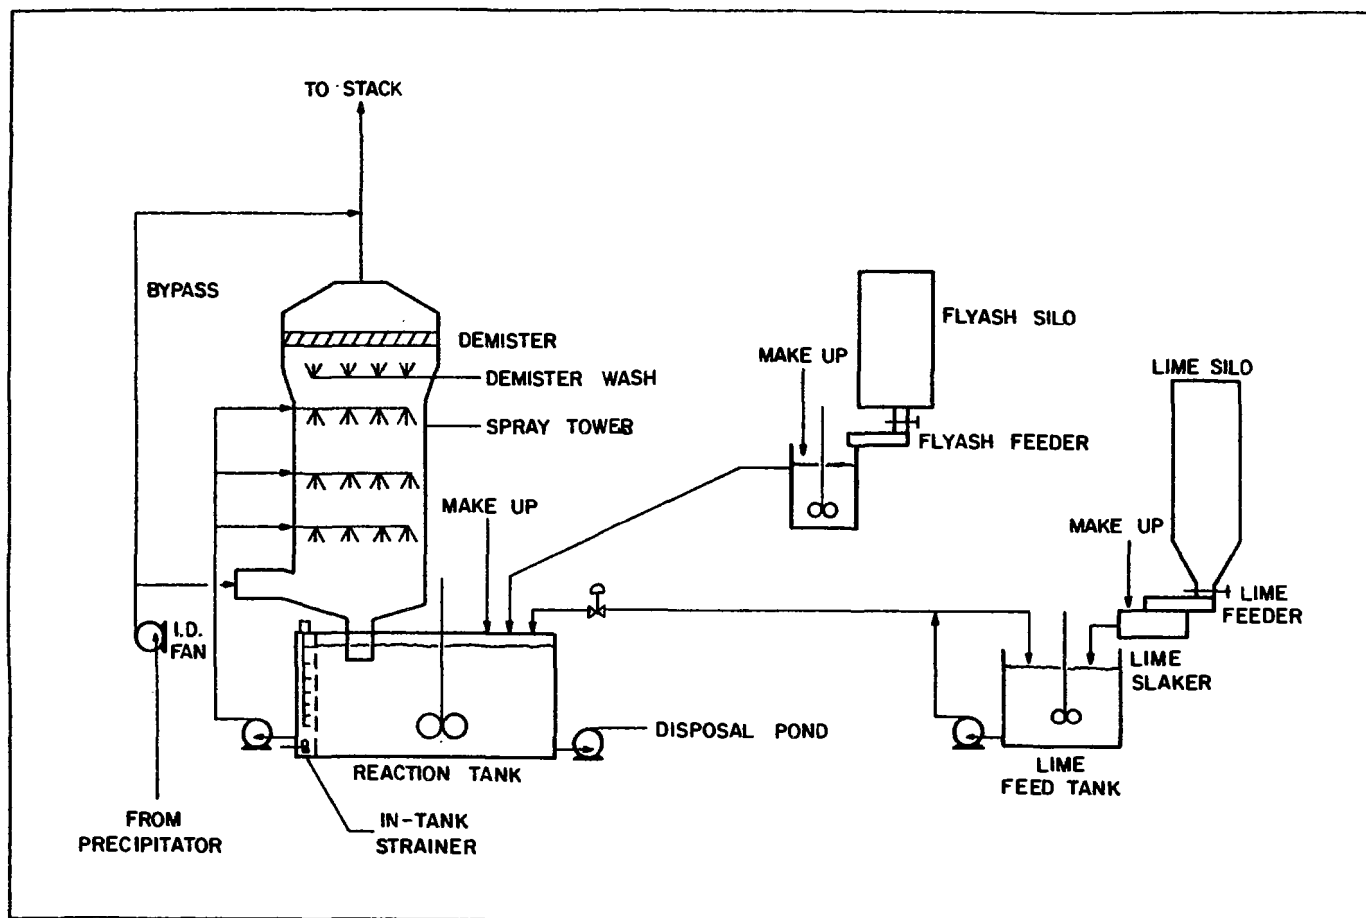 TO STACK
BYPASS
DEMISTER
DEMISTER WASH
SPRAY TOWER
MAKE UP
FLYASH SILO
MAKE UP
FLYASH FEEDER
LIME SILO
MAKE UP
LIME
FEEDER
LIME
SLAKER
I.D.
FAN
DISPOSAL POND
REACTION TANK
LIME
FEED TANK
FROM
PRECIPITATOR
IN-TANK
STRAINER